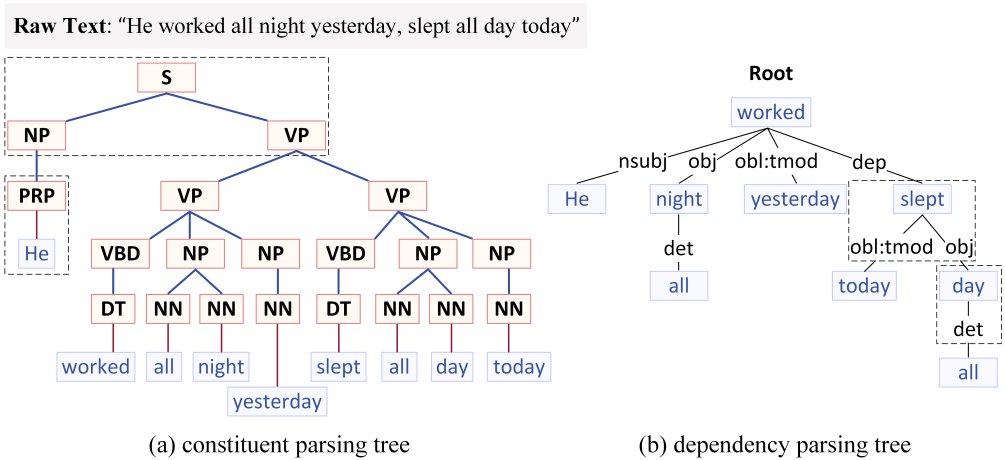 Raw Text: “He worked all night yesterday, slept all day today”
S
Root
worked
NP VP
nsubj obj obl:tmod dep
PRP VP VP
He night yesterday slept
He VBD NP NP VBD NP NP
det obl:tmod obj
all today day
DT NN NN NN DT NN NN NN
det
worked all night slept all day today
all
yesterday
(a) constituent parsing tree
(b) dependency parsing tree